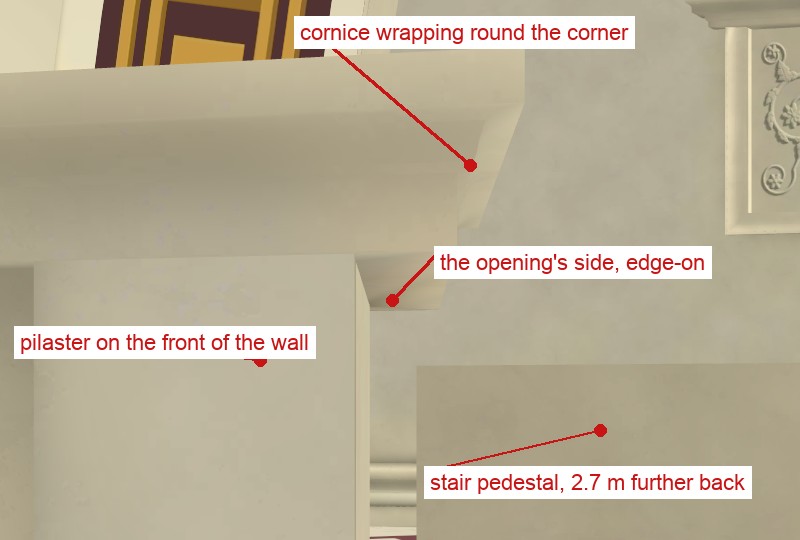 cornice wrapping round the corner
the opening's side, edge-on
pilaster on the front of the wall
stair pedestal, 2.7 m further back